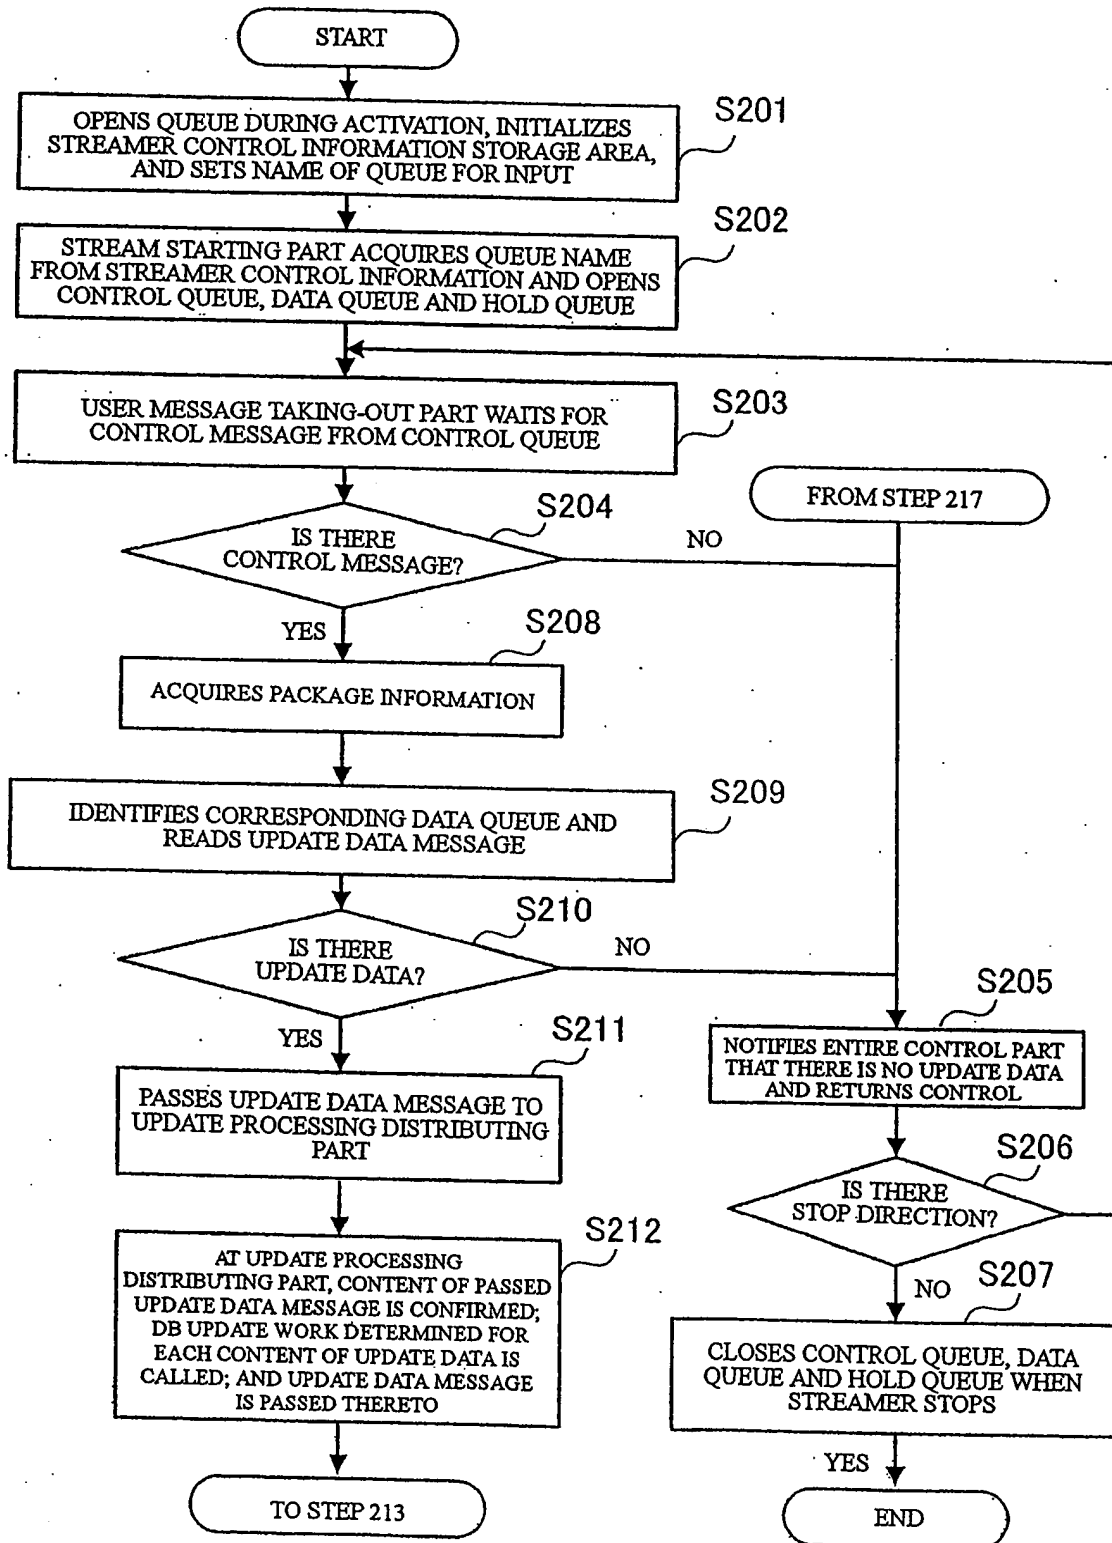 START
S201
OPENS QUEUE DURING ACTIVATION, INITIALIZES
STREAMER CONTROL INFORMATION STORAGE AREA,
AND SETS NAME OF QUEUE FOR INPUT
S202
STREAM STARTING PART ACQUIRES QUEUE NAME
FROM STREAMER CONTROL INFORMATION AND OPENS
CONTROL QUEUE, DATA QUEUE AND HOLD QUEUE
S203
USER MESSAGE TAKING-OUT PART WAITS FOR
CONTROL MESSAGE FROM CONTROL QUEUE
FROM STEP 217
S204
IS THERE
CONTROL MESSAGE?
NO
YES
S208
ACQUIRES PACKAGE INFORMATION
S209
IDENTIFIES CORRESPONDING DATA QUEUE AND
READS UPDATE DATA MESSAGE
S210
IS THERE
UPDATE DATA?
NO
YES
S211
PASSES UPDATE DATA MESSAGE TO
UPDATE PROCESSING DISTRIBUTING
PART
S212
AT UPDATE PROCESSING
DISTRIBUTING PART, CONTENT OF PASSED
UPDATE DATA MESSAGE IS CONFIRMED;
DB UPDATE WORK DETERMINED FOR
EACH CONTENT OF UPDATE DATA IS
CALLED; AND UPDATE DATA MESSAGE
IS PASSED THERETO
TO STEP 213
S205
NOTIFIES ENTIRE CONTROL PART
THAT THERE IS NO UPDATE DATA
AND RETURNS CONTROL
S206
IS THERE
STOP DIRECTION?
NO
S207
CLOSES CONTROL QUEUE, DATA
QUEUE AND HOLD QUEUE WHEN
STREAMER STOPS
YES
END